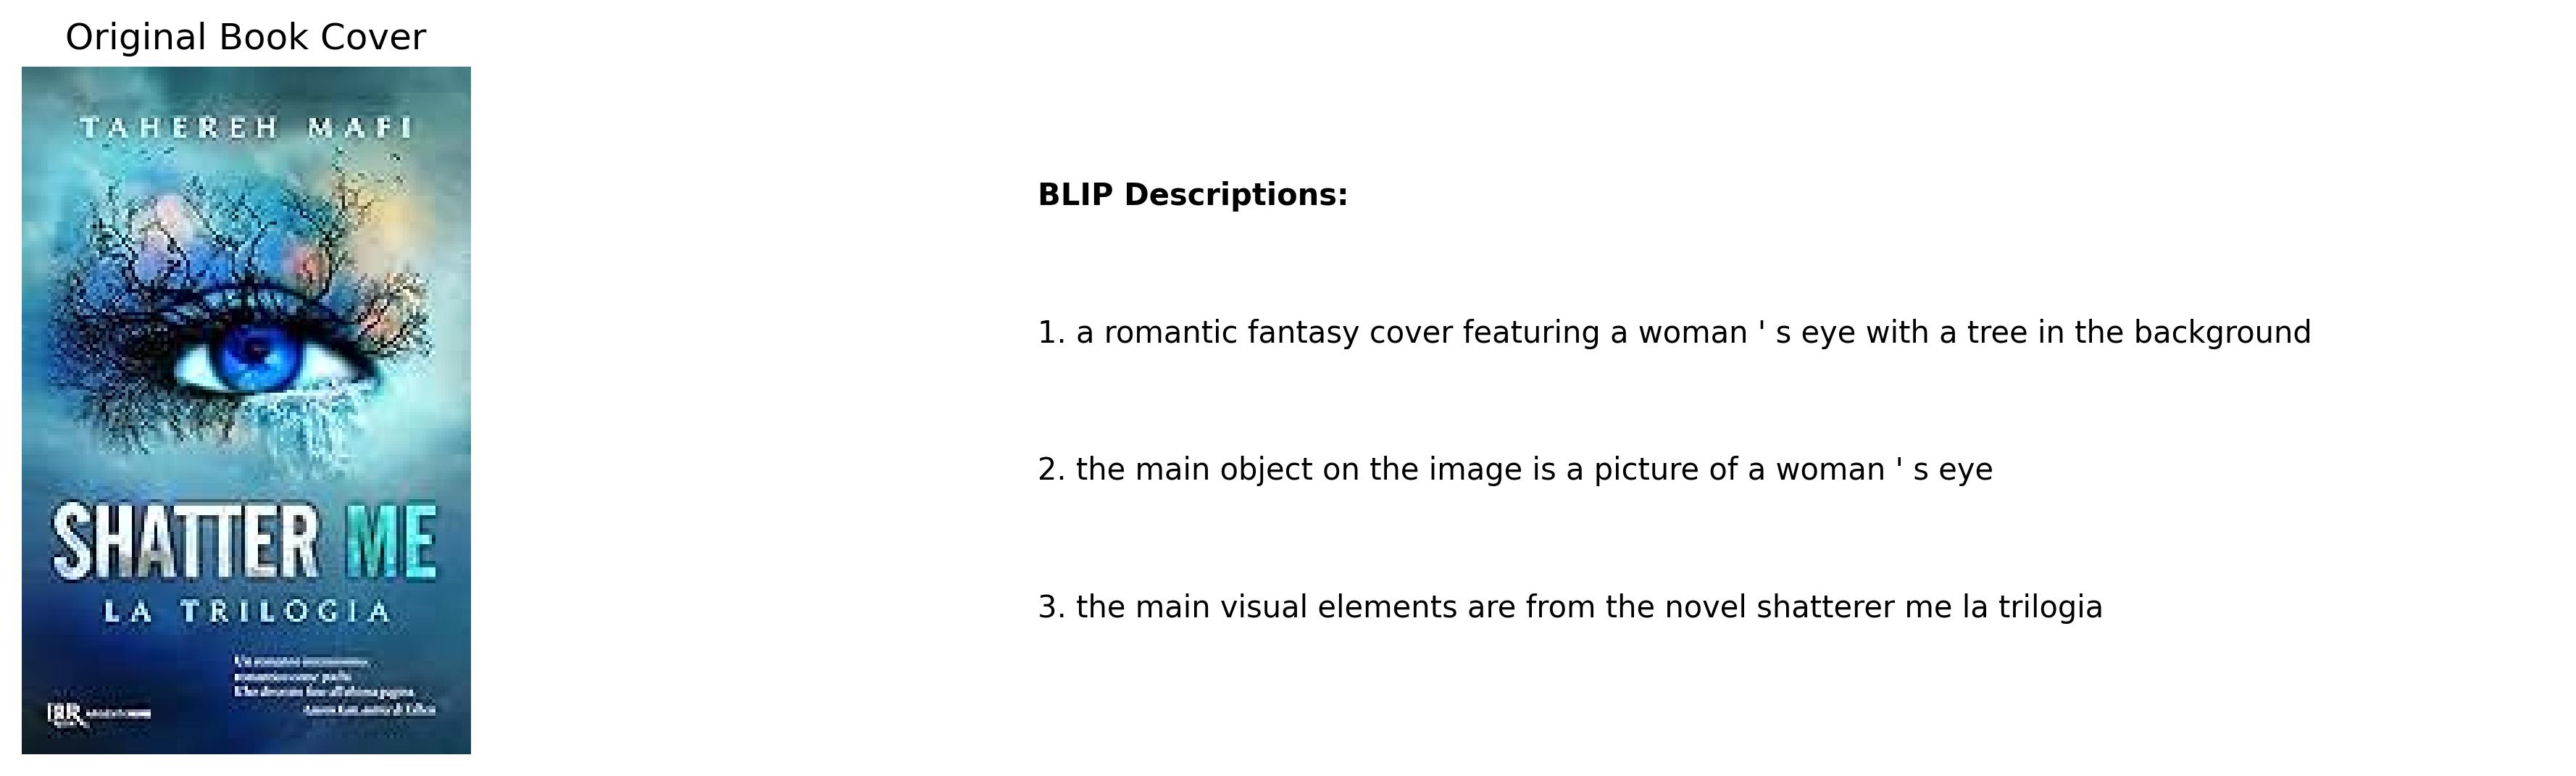 Original Book Cover
TAHEREH MAFI
SHATTER ME
LA TRILOGIA
Un romanzo
BUR
BLIP Descriptions:
1. a romantic fantasy cover featuring a woman ' s eye with a tree in the background
2. the main object on the image is a picture of a woman ' s eye
3. the main visual elements are from the novel shatterer me la trilogia